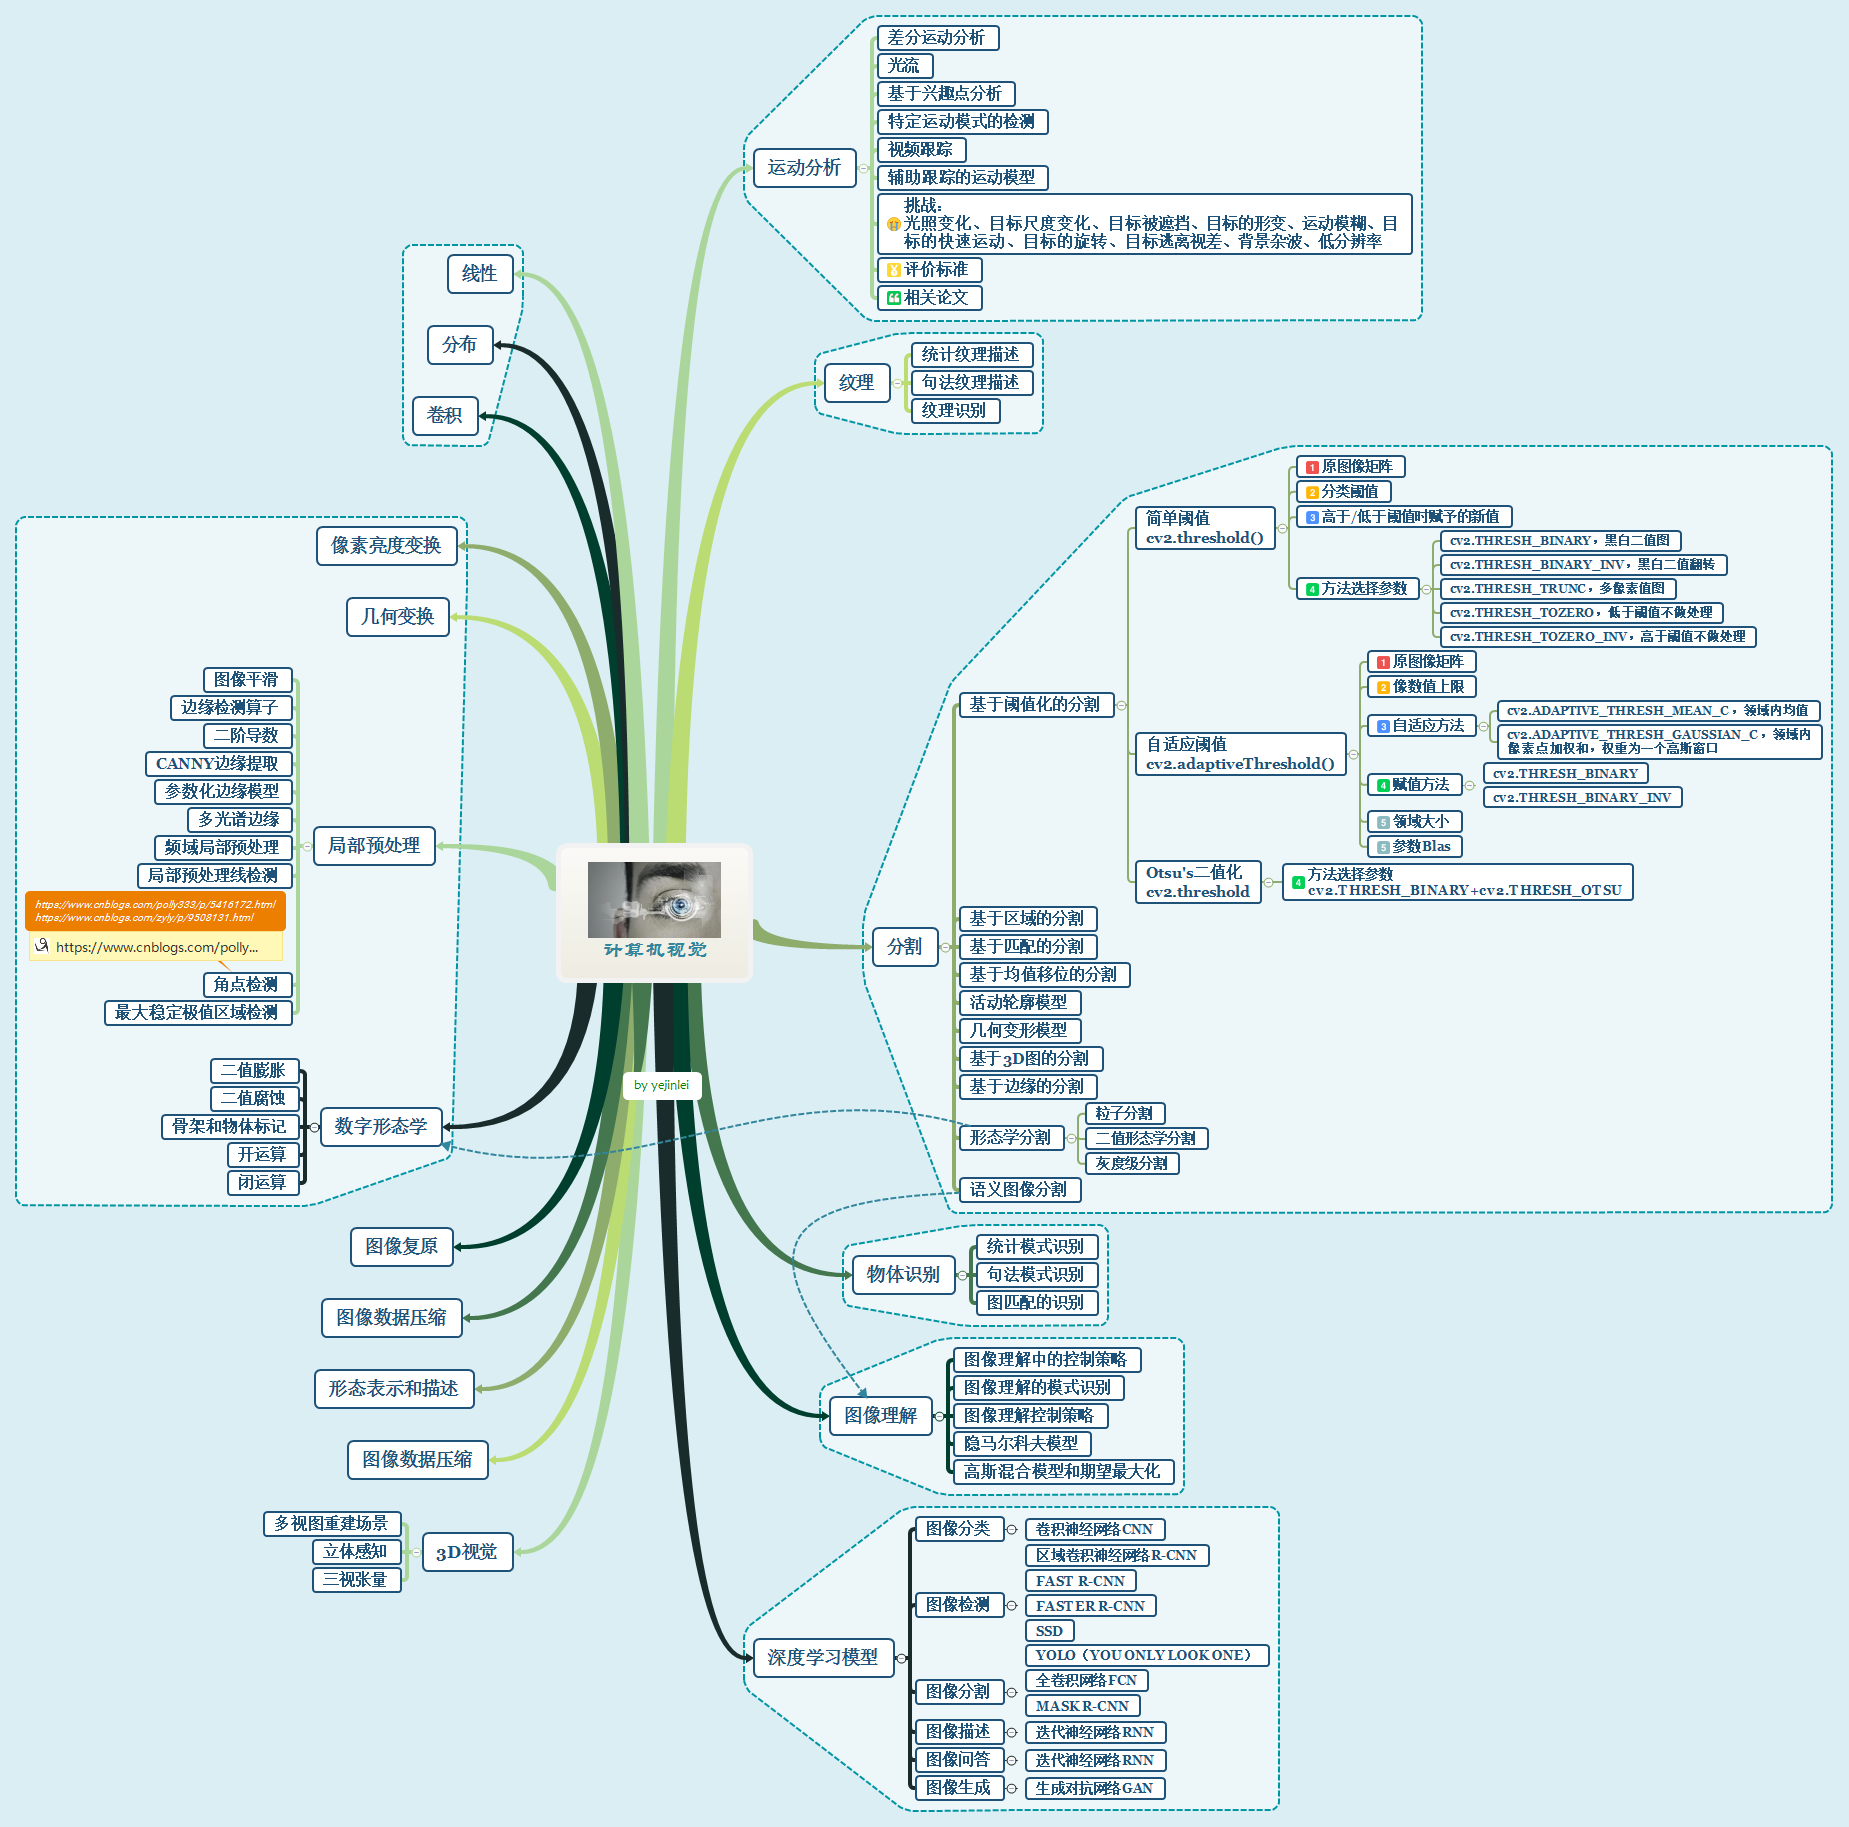 计算机视觉
by yejinlei
运动分析
差分运动分析
光流
基于兴趣点分析
特定运动模式的检测
视频跟踪
辅助跟踪的运动模型
挑战:
光照变化、目标尺度变化、目标被遮挡、目标的形变、运动模糊、目
标的快速运动、目标的旋转、目标逃离视差、背景杂波、低分辨率
评价标准
相关论文
纹理
统计纹理描述
句法纹理描述
纹理识别
分割
基于阈值化的分割
简单阈值
cv2.threshold()
1 原图像矩阵
2 分类阈值
3 高于/低于阈值时赋予的新值
4 方法选择参数
cv2.THRESH_BINARY，黑白二值图
cv2.THRESH_BINARY_INV，黑白二值翻转
cv2.THRESH_TRUNC，多像素值图
cv2.THRESH_TOZERO，低于阈值不做处理
cv2.THRESH_TOZERO_INV，高于阈值不做处理
自适应阈值
cv2.adaptiveThreshold()
1 原图像矩阵
2 像数值上限
3 自适应方法
cv2.ADAPTIVE_THRESH_MEAN_C，领域内均值
cv2.ADAPTIVE_THRESH_GAUSSIAN_C，领域内
像素点加权和，权重为一个高斯窗口
4 赋值方法
cv2.THRESH_BINARY
cv2.THRESH_BINARY_INV
5 领域大小
5 参数Blas
Otsu's二值化
cv2.threshold
4 方法选择参数
cv2.THRESH_BINARY+cv2.THRESH_OTSU
基于区域的分割
基于匹配的分割
基于均值移位的分割
活动轮廓模型
几何变形模型
基于3D图的分割
基于边缘的分割
形态学分割
粒子分割
二值形态学分割
灰度级分割
语义图像分割
物体识别
统计模式识别
句法模式识别
图匹配的识别
图像理解
图像理解中的控制策略
图像理解的模式识别
图像理解控制策略
隐马尔科夫模型
高斯混合模型和期望最大化
深度学习模型
图像分类
卷积神经网络CNN
图像检测
区域卷积神经网络R-CNN
FAST R-CNN
FASTER R-CNN
SSD
YOLO（YOU ONLY LOOK ONE）
图像分割
全卷积网络FCN
MASK R-CNN
图像描述
迭代神经网络RNN
图像问答
迭代神经网络RNN
图像生成
生成对抗网络GAN
线性
分布
卷积
像素亮度变换
几何变换
局部预处理
图像平滑
边缘检测算子
二阶导数
CANNY边缘提取
参数化边缘模型
多光谱边缘
频域局部预处理
局部预处理线检测
https://www.cnblogs.com/polly333/p/5416172.html
https://www.cnblogs.com/zyly/p/9508131.html
https://www.cnblogs.com/polly...
角点检测
最大稳定极值区域检测
数字形态学
二值膨胀
二值腐蚀
骨架和物体标记
开运算
闭运算
图像复原
图像数据压缩
形态表示和描述
图像数据压缩
3D视觉
多视图重建场景
立体感知
三视张量